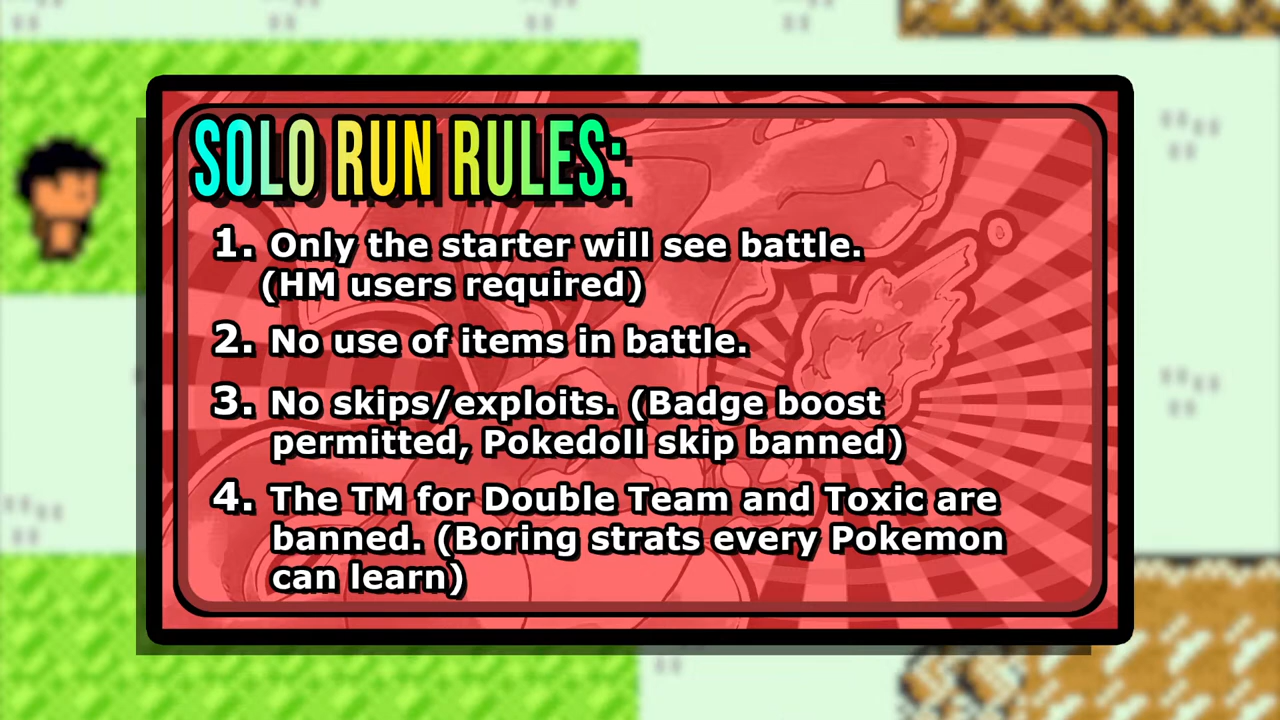 SOLO RUN RULES:
1. Only the starter will see battle.
(HM users required)
2. No use of items in battle.
3. No skips/exploits. (Badge boost
permitted, Pokedoll skip banned)
4. The TM for Double Team and Toxic are
banned. (Boring strats every Pokemon
can learn)